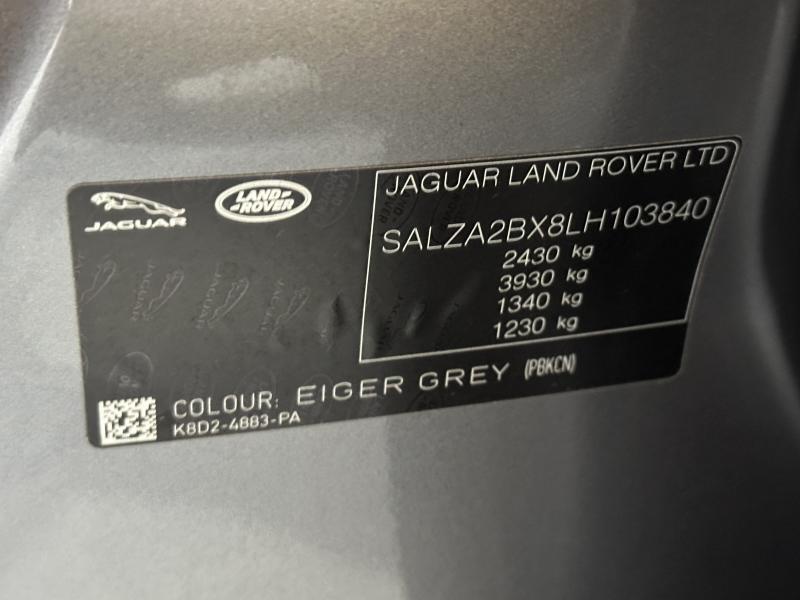 JAGUAR
LAND-
ROVER
JAGUAR LAND ROVER LTD
SALZA2BX8LH103840
2430 kg
3930 kg
1340 kg
1230 kg
COLOUR: EIGER GREY (PBKCN)
K8D2-4883-PA